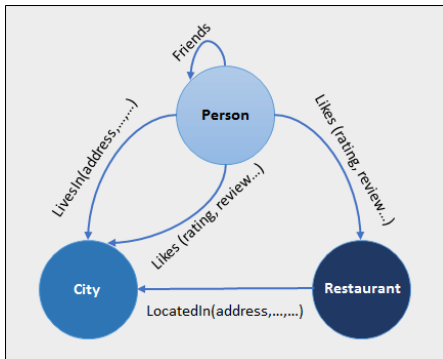 Friends
Person
LivesIn(address,...,...)
Likes (rating, review...)
Likes (rating, review...)
City
Restaurant
LocatedIn(address,...,...)